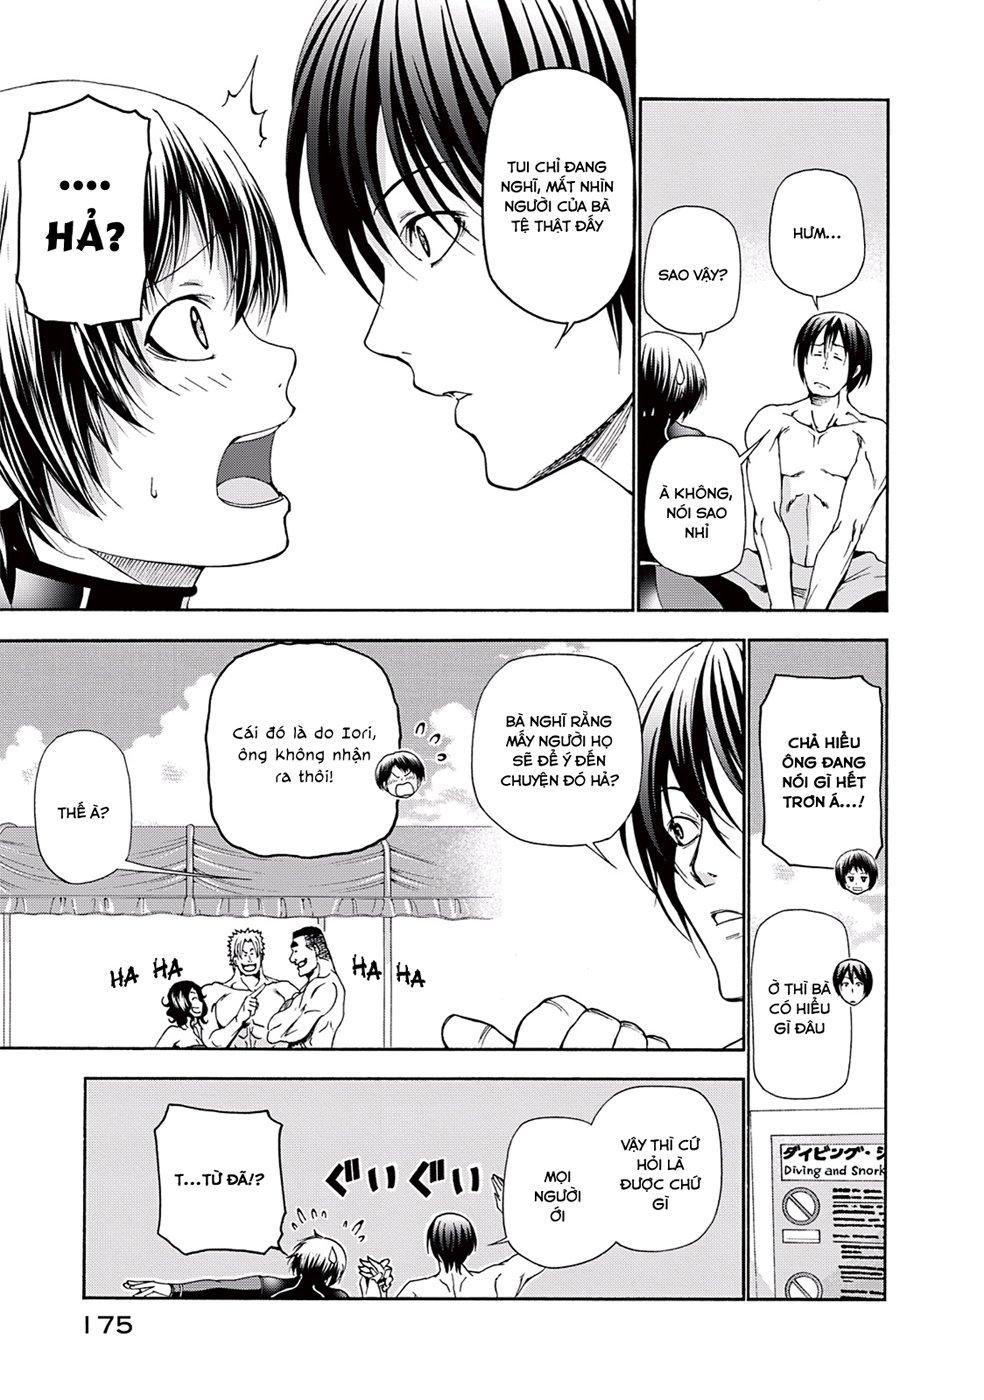 HƯM...
SAO VẬY?
À KHÔNG,
NÓI SAO
NHỈ
TUI CHỈ ĐANG
NGHĨ, MẮT NHÌN
NGƯỜI CỦA BÀ
TỆ THẬT ĐẤY
....
HẢ?
CHẢ HIỂU
ÔNG ĐANG
NÓI GÌ HẾT
TRƠN Á...!
Ờ THÌ BÀ
CÓ HIỂU
GÌ ĐÂU
ダイビング・シ
Diving and Snork
BÀ NGHĨ RẰNG
MẤY NGƯỜI HỌ
SẼ ĐỂ Ý ĐẾN
CHUYỆN ĐÓ HẢ?
Cái đó là do Iori,
ông không nhận
ra thôi!
THẾ À?
HA HA
HA HA
VẬY THÌ CỨ
HỎI LÀ
ĐƯỢC CHỨ
GÌ
MỌI
NGƯỜI
ƠI
ぐいぐい
T...TỪ ĐÃ!?
175